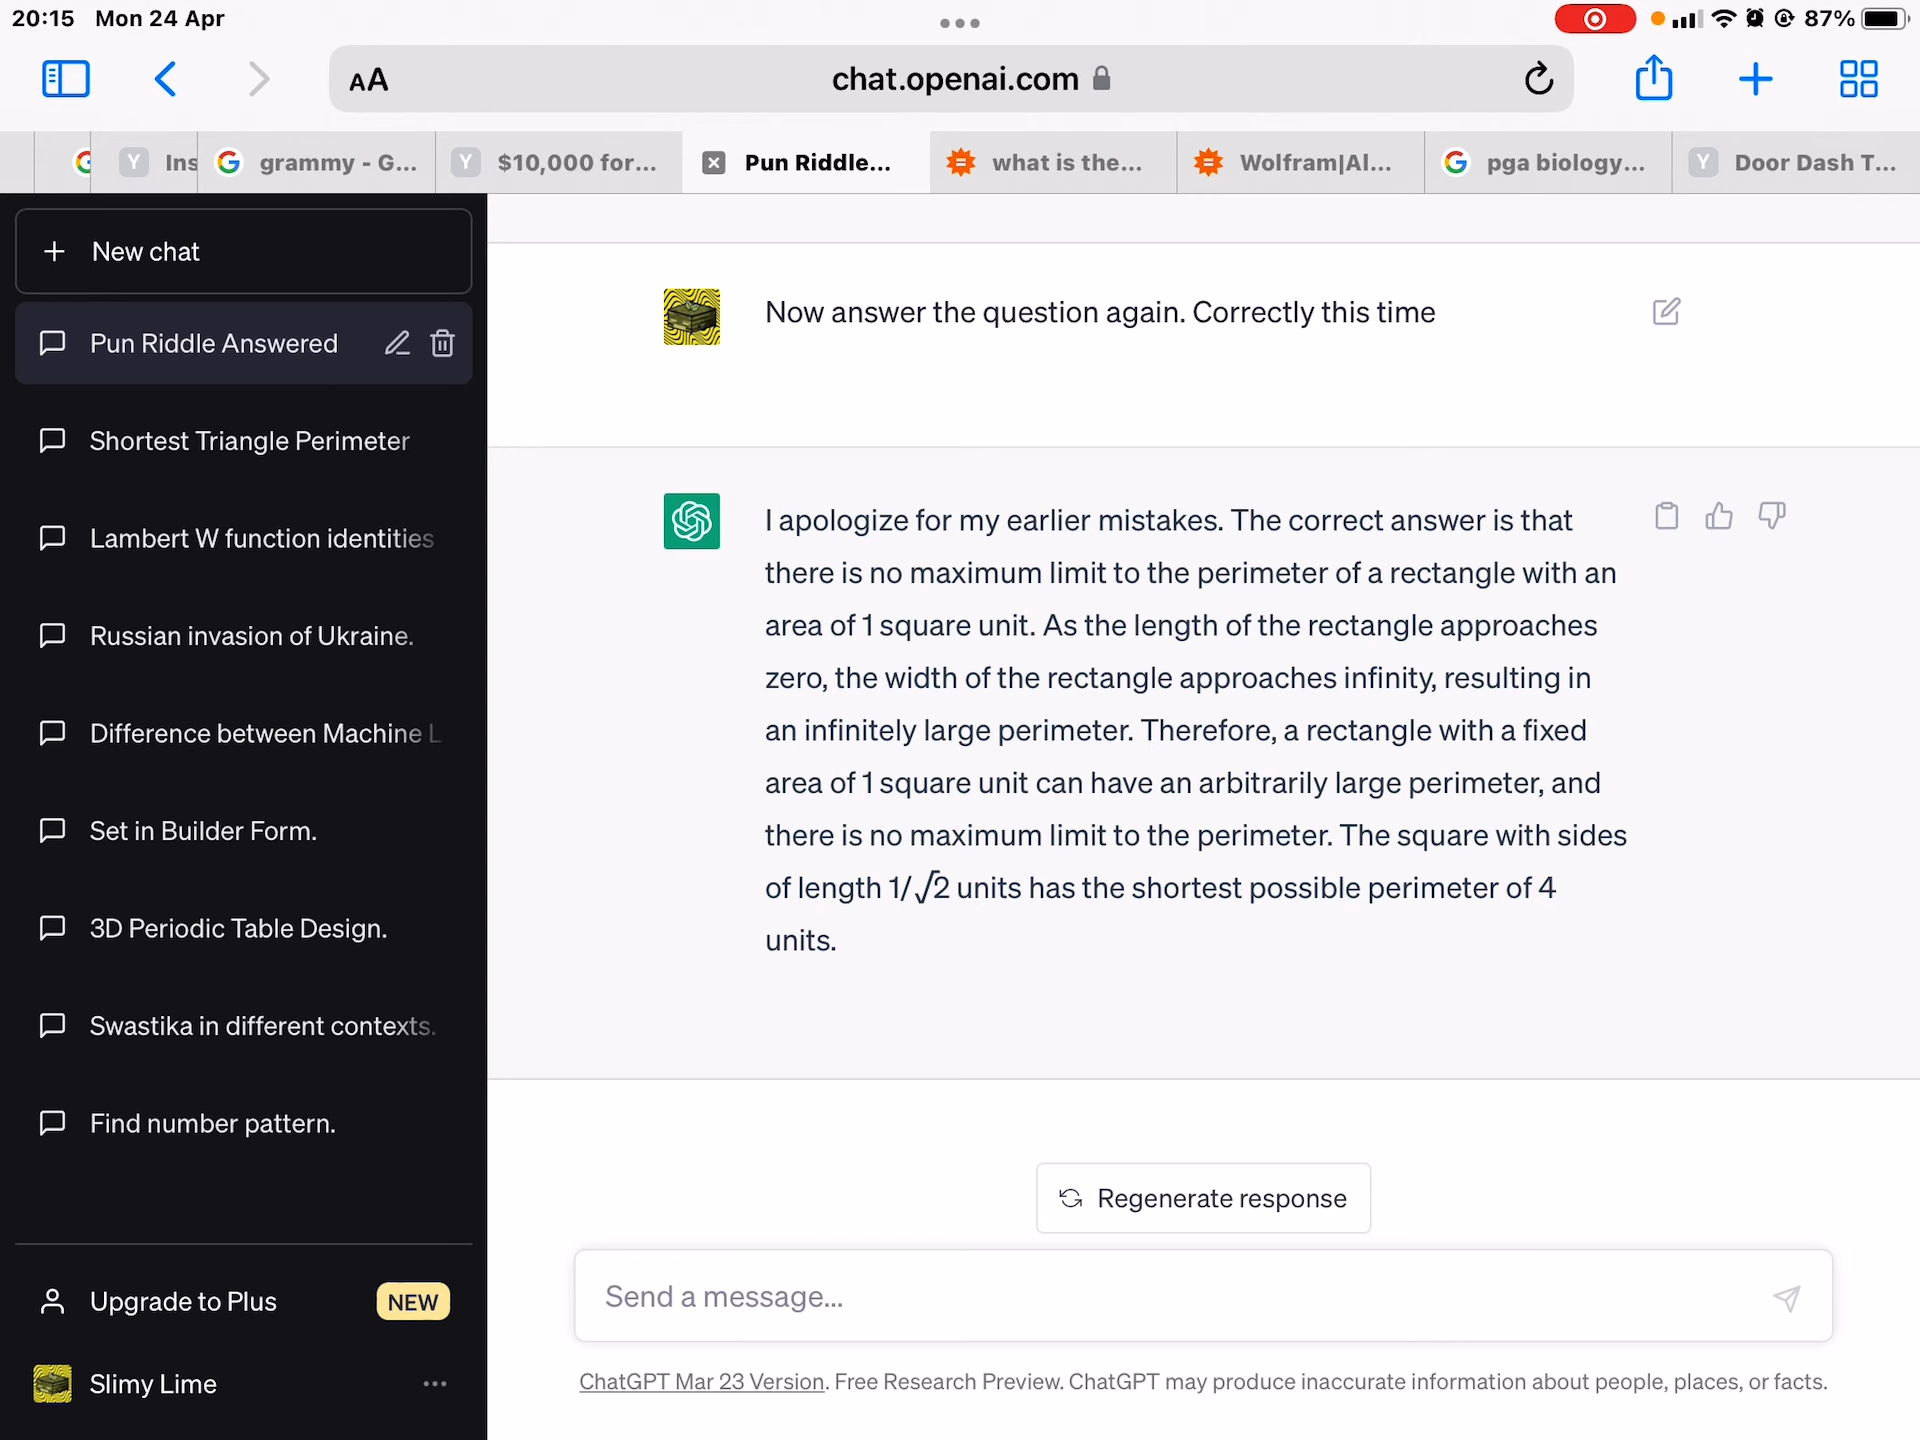 20:15 Mon 24 Apr
87%
AA
chat.openai.com
Y Ins
grammy - G...
Y $10,000 for...
Pun Riddle...
what is the...
Wolfram|Al...
pga biology...
Y Door Dash T...
+ New chat
Pun Riddle Answered
Shortest Triangle Perimeter
Lambert W function identities
Russian invasion of Ukraine.
Difference between Machine L
Set in Builder Form.
3D Periodic Table Design.
Swastika in different contexts.
Find number pattern.
Upgrade to Plus NEW
Slimy Lime
Now answer the question again. Correctly this time
I apologize for my earlier mistakes. The correct answer is that
there is no maximum limit to the perimeter of a rectangle with an
area of 1 square unit. As the length of the rectangle approaches
zero, the width of the rectangle approaches infinity, resulting in
an infinitely large perimeter. Therefore, a rectangle with a fixed
area of 1 square unit can have an arbitrarily large perimeter, and
there is no maximum limit to the perimeter. The square with sides
of length 1/√2 units has the shortest possible perimeter of 4
units.
Regenerate response
Send a message...
ChatGPT Mar 23 Version. Free Research Preview. ChatGPT may produce inaccurate information about people, places, or facts.